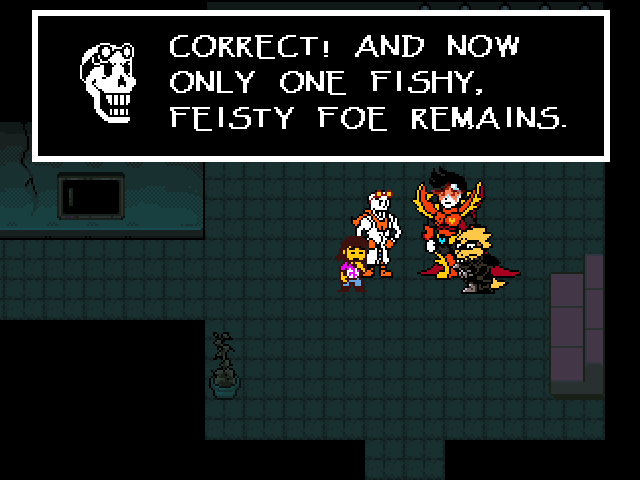 CORRECT! AND NOW
ONLY ONE FISHY,
FEISTY FOE REMAINS.